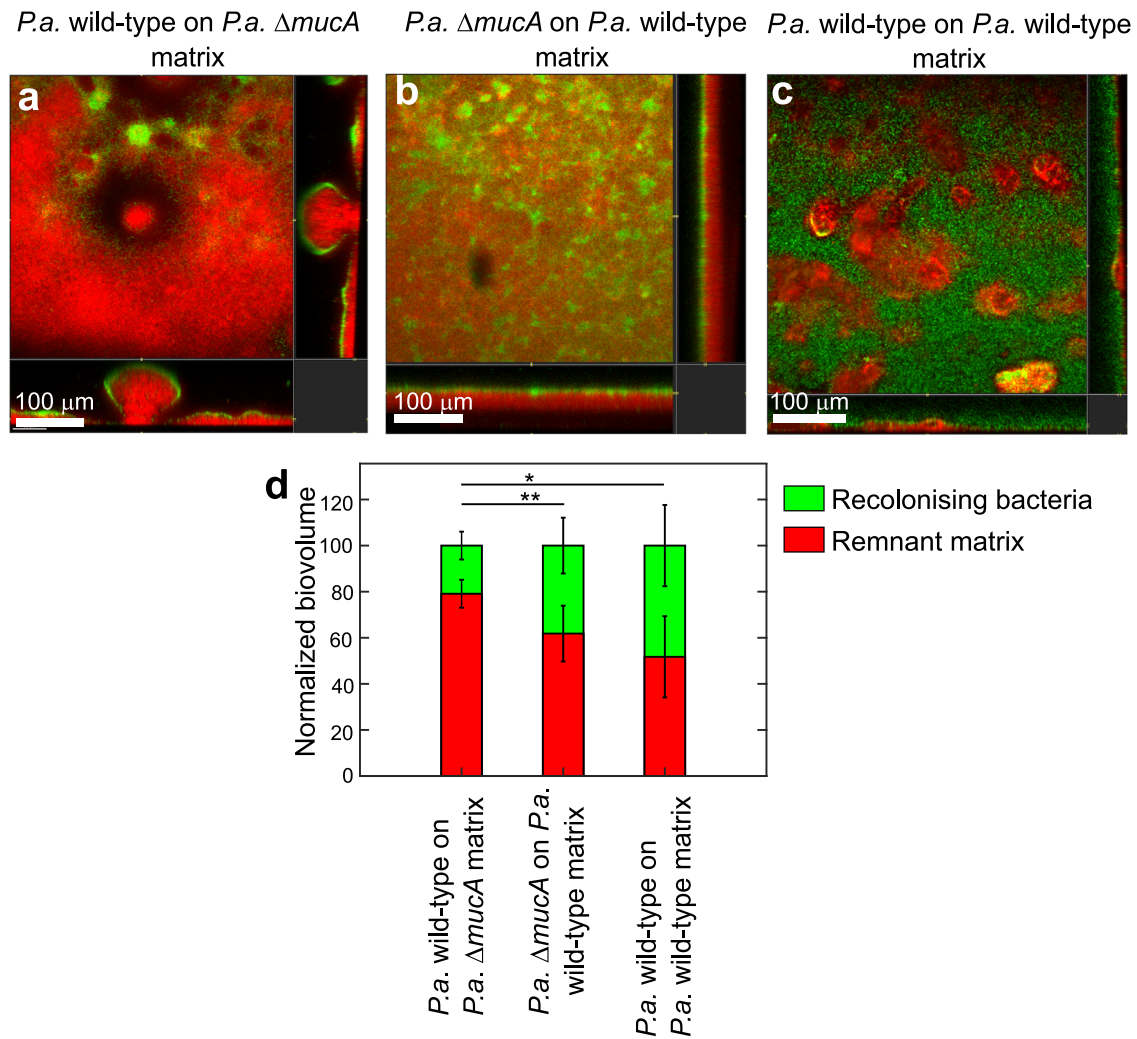 P.a. wild-type on P.a. ΔmucA
matrix
P.a. ΔmucA on P.a. wild-type
matrix
P.a. wild-type on P.a. wild-type
matrix
a
b
c
100 μm
100 μm
100 μm
d
*
**
Normalized biovolume
120
100
80
60
40
20
0
Recolonising bacteria
Remnant matrix
P.a. wild-type on
P.a. ΔmucA matrix
P.a. ΔmucA on P.a.
wild-type matrix
P.a. wild-type on
P.a. wild-type matrix